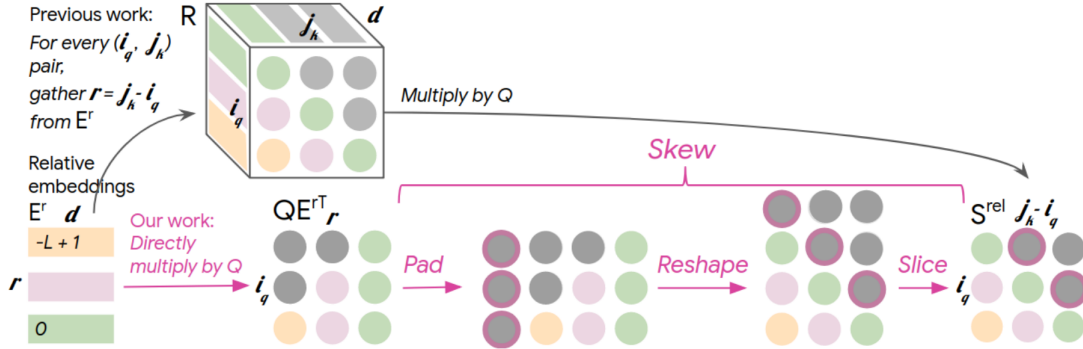 Previous work:
For every (i_q, j_k)
pair,
gather r = j_k - i_q
from E^r
R
j_k
d
i_q
Multiply by Q
Skew
Relative
embeddings
E^r d
-L + 1
r
0
Our work:
Directly
multiply by Q
QE^rT r
i_q
Pad
Reshape
Slice
S^rel j_k - i_q
i_q